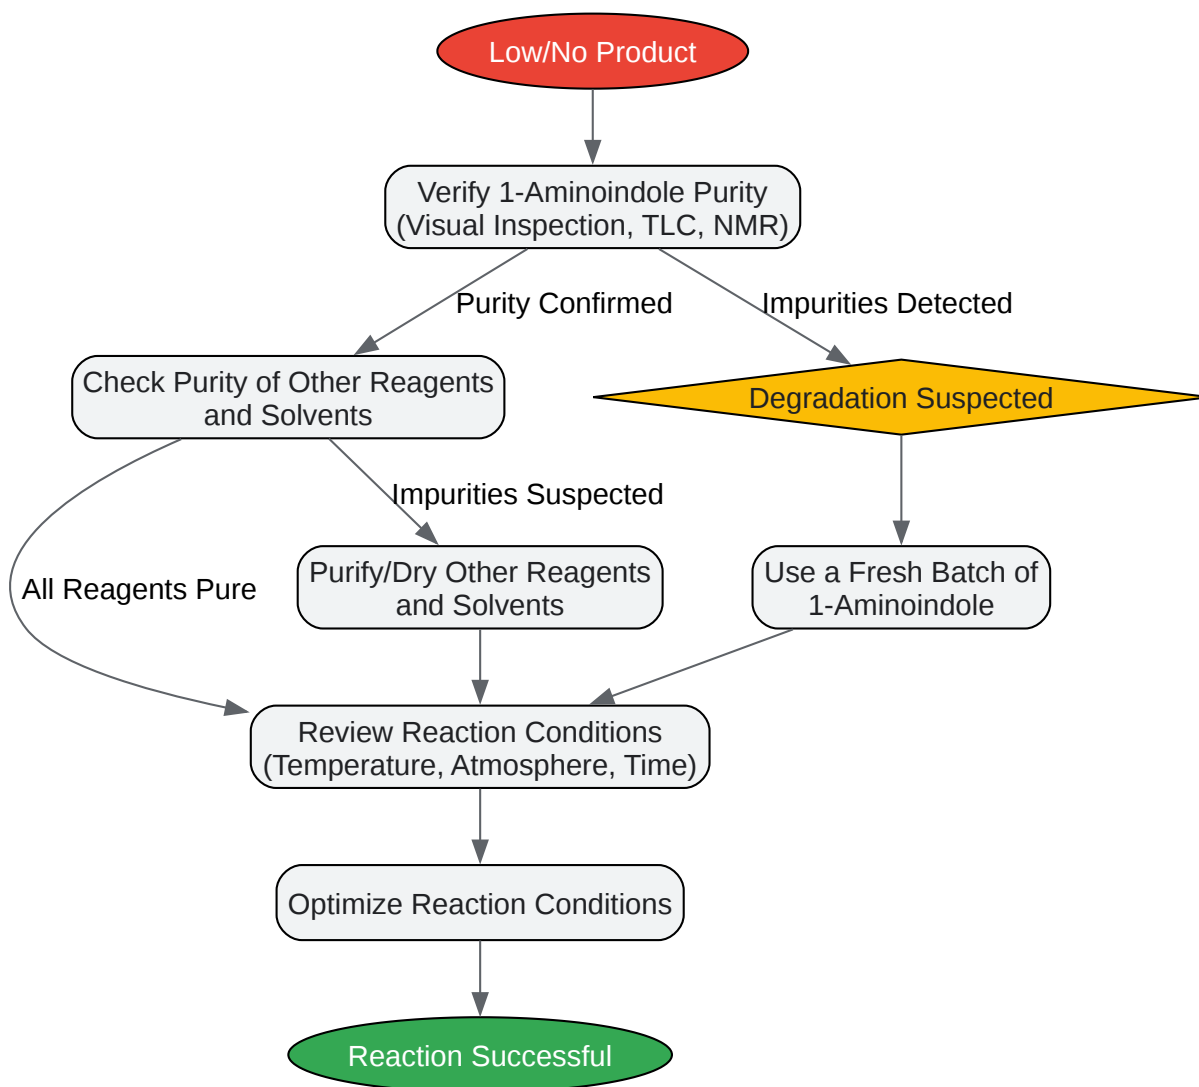 Low/No Product
Verify 1-Aminoindole Purity
(Visual Inspection, TLC, NMR)
Purity Confirmed
Impurities Detected
Check Purity of Other Reagents
and Solvents
Degradation Suspected
Impurities Suspected
All Reagents Pure
Purify/Dry Other Reagents
and Solvents
Use a Fresh Batch of
1-Aminoindole
Review Reaction Conditions
(Temperature, Atmosphere, Time)
Optimize Reaction Conditions
Reaction Successful